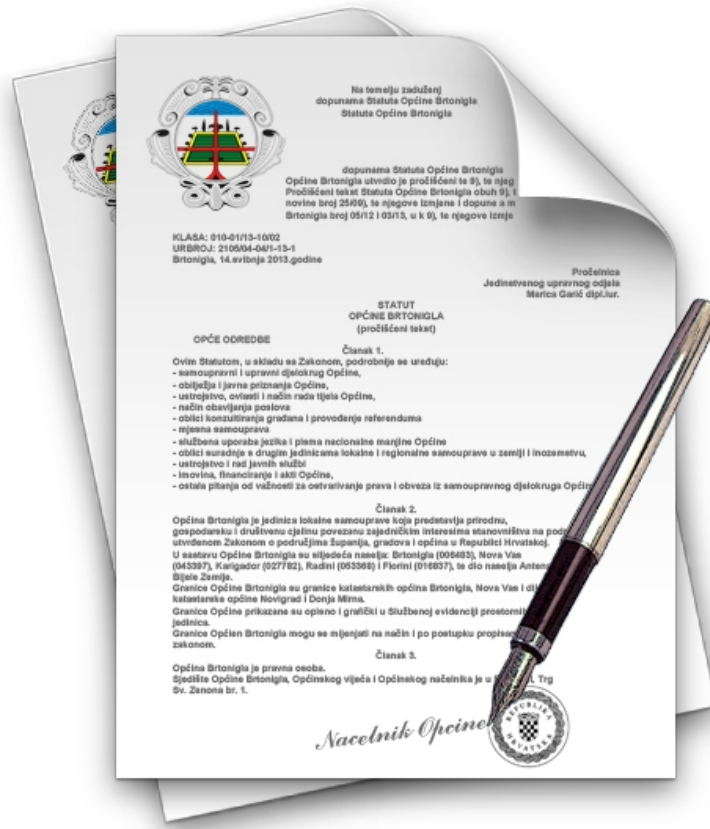 Na temelju zaduženj
dopunama Statuta Općine Brtonigla
Statuta Općine Brtonigla
dopunama Statuta Općine Brtonigla
Općine Brtonigla utvrdio je pročišćeni te 9), te njeg
Pročišćeni tekst Statuta Općine Brtonigla obuh 9), t
novine broj 25/09), te njegove izmjene i dopune a m
Brtonigla broj 05/12 i 03/13, u k 9), te njegove izmje
KLASA: 010-01/13-10/02
URBROJ: 2105/04-04/1-13-1
Brtonigla, 14.svibnja 2013.godine
Pročelnica
Jedinstvenog upravnog odjela
Marica Garić dipl.iur.
STATUT
OPĆINE BRTONIGLA
(pročišćeni tekst)
OPĆE ODREDBE
Članak 1.
Ovim Statutom, u skladu sa Zakonom, podrobnije se uređuju:
- samoupravni i upravni djelokrug Općine,
- obilježja i javna priznanja Općine,
- ustrojstvo, ovlasti i način rada tijela Općine,
- način obavljanja poslova
- oblici konzultiranja građana i provođenje referenduma
- mjesna samouprava
- službena uporaba jezika i pisma nacionalne manjine Općine
- oblici suradnje s drugim jedinicama lokalne i regionalne samouprave u zemlji i inozemstvu,
- ustrojstvo i rad javnih službi
- imovina, financiranje i akti Općine,
- ostala pitanja od važnosti za ostvarivanje prava i obveza iz samoupravnog djelokruga Općin
Članak 2.
Općina Brtonigla je jedinica lokalne samouprave koja predstavlja prirodnu,
gospodarsku i društvenu cjelinu povezanu zajedničkim interesima stanovništva na podr
utvrđenom Zakonom o područjima županija, gradova i općina u Republici Hrvatskoj.
U sastavu Općine Brtonigla su slijedeća naselja: Brtonigla (006483), Nova Vas
(043397), Karigador (027782), Radini (053368) i Fiorini (016837), te dio naselja Anten
Bijele Zemlje.
Granice Općine Brtonigla su granice katastarskih općina Brtonigla, Nova Vas i di
katastarske općine Novigrad i Donja Mirna.
Granice Općine prikazane su opisno i grafički u Službenoj evidenciji prostornih
jedinica.
Granice Općien Brtonigla mogu se mijenjati na način i po postupku propisa
zakonom.
Članak 3.
Općina Brtonigla je pravna osoba.
Sjedište Općine Brtonigla, Općinskog vijeća i Općinskog načelnika je u Trg
Sv. Zenona br. 1.
Nacelnik Opcine
REPUBLIKA
HRVATSKA